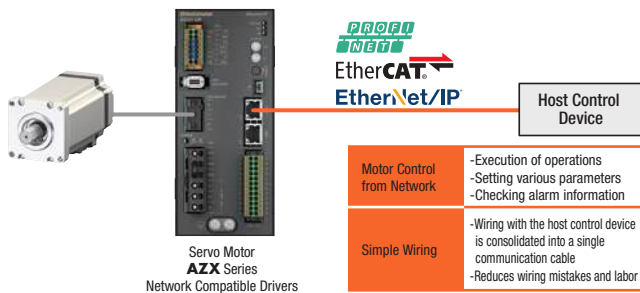 PROFI
NET
EtherCAT®
EtherNet/IP
Host Control
Device
Motor Control
from Network
-Execution of operations
-Setting various parameters
-Checking alarm information
Simple Wiring
-Wiring with the host control device
is consolidated into a single
communication cable
-Reduces wiring mistakes and labor
Servo Motor
AZX Series
Network Compatible Drivers